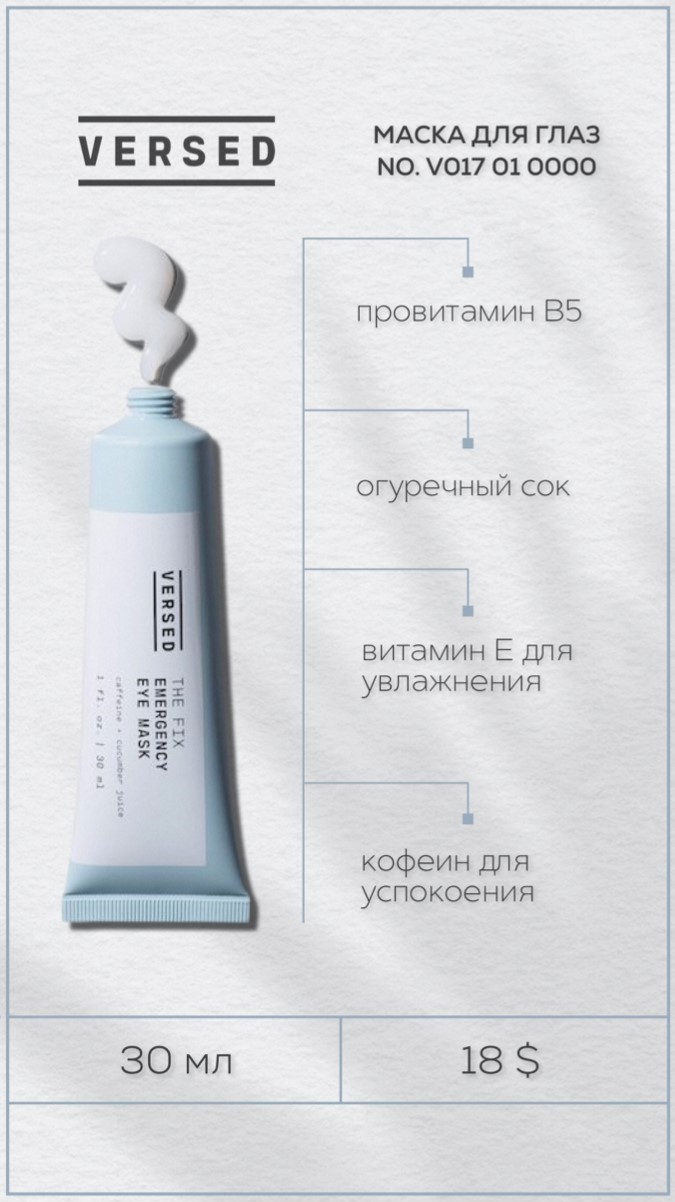 VERSED
МАСКА ДЛЯ ГЛАЗ
NO. V017 01 0000
провитамин B5
огуречный сок
витамин E для
увлажнения
кофеин для
успокоения
VERSED
THE FIX
EMERGENCY
EYE MASK
caffeine + cucumber juice
1 fl. oz. | 30 ml
30 мл
18 $